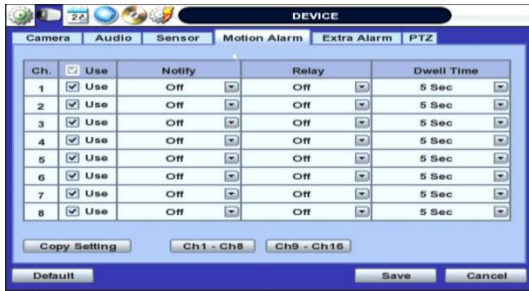 DEVICE
Camera Audio Sensor Motion Alarm Extra Alarm PTZ
Ch. Use Notify Relay Dwell Time
1 Use Off Off 5 Sec
2 Use Off Off 5 Sec
3 Use Off Off 5 Sec
4 Use Off Off 5 Sec
5 Use Off Off 5 Sec
6 Use Off Off 5 Sec
7 Use Off Off 5 Sec
8 Use Off Off 5 Sec
Copy Setting Ch1 - Ch8 Ch9 - Ch16
Default Save Cancel